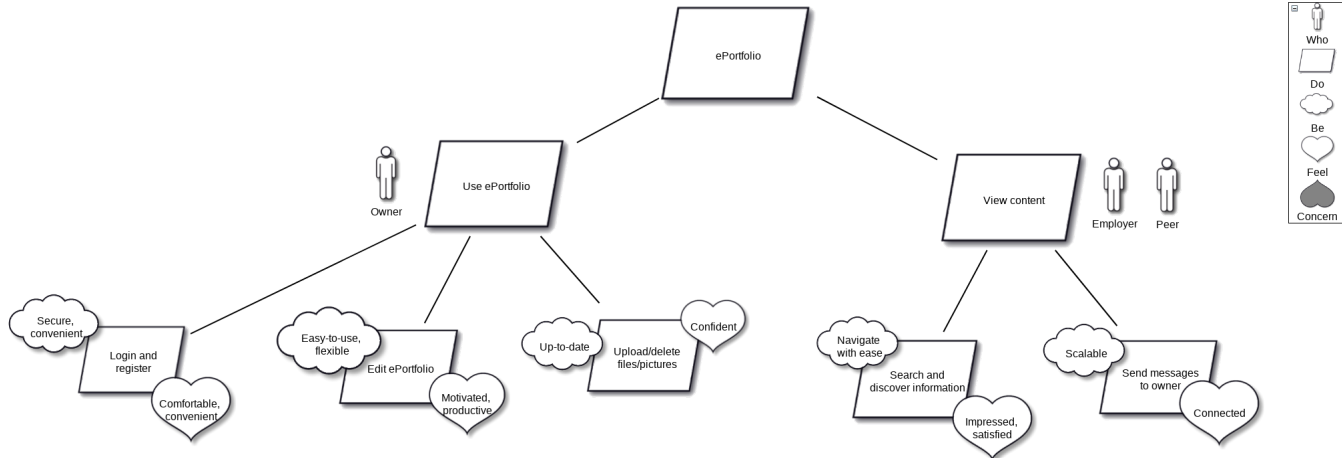 ePortfolio
Who
Do
Be
Feel
Concern
Use ePortfolio
Owner
View content
Employer
Peer
Secure,
convenient
Login and
register
Comfortable,
convenient
Easy-to-use,
flexible
Edit ePortfolio
Motivated,
productive
Up-to-date
Upload/delete
files/pictures
Confident
Navigate
with ease
Search and
discover information
Impressed,
satisfied
Scalable
Send messages
to owner
Connected